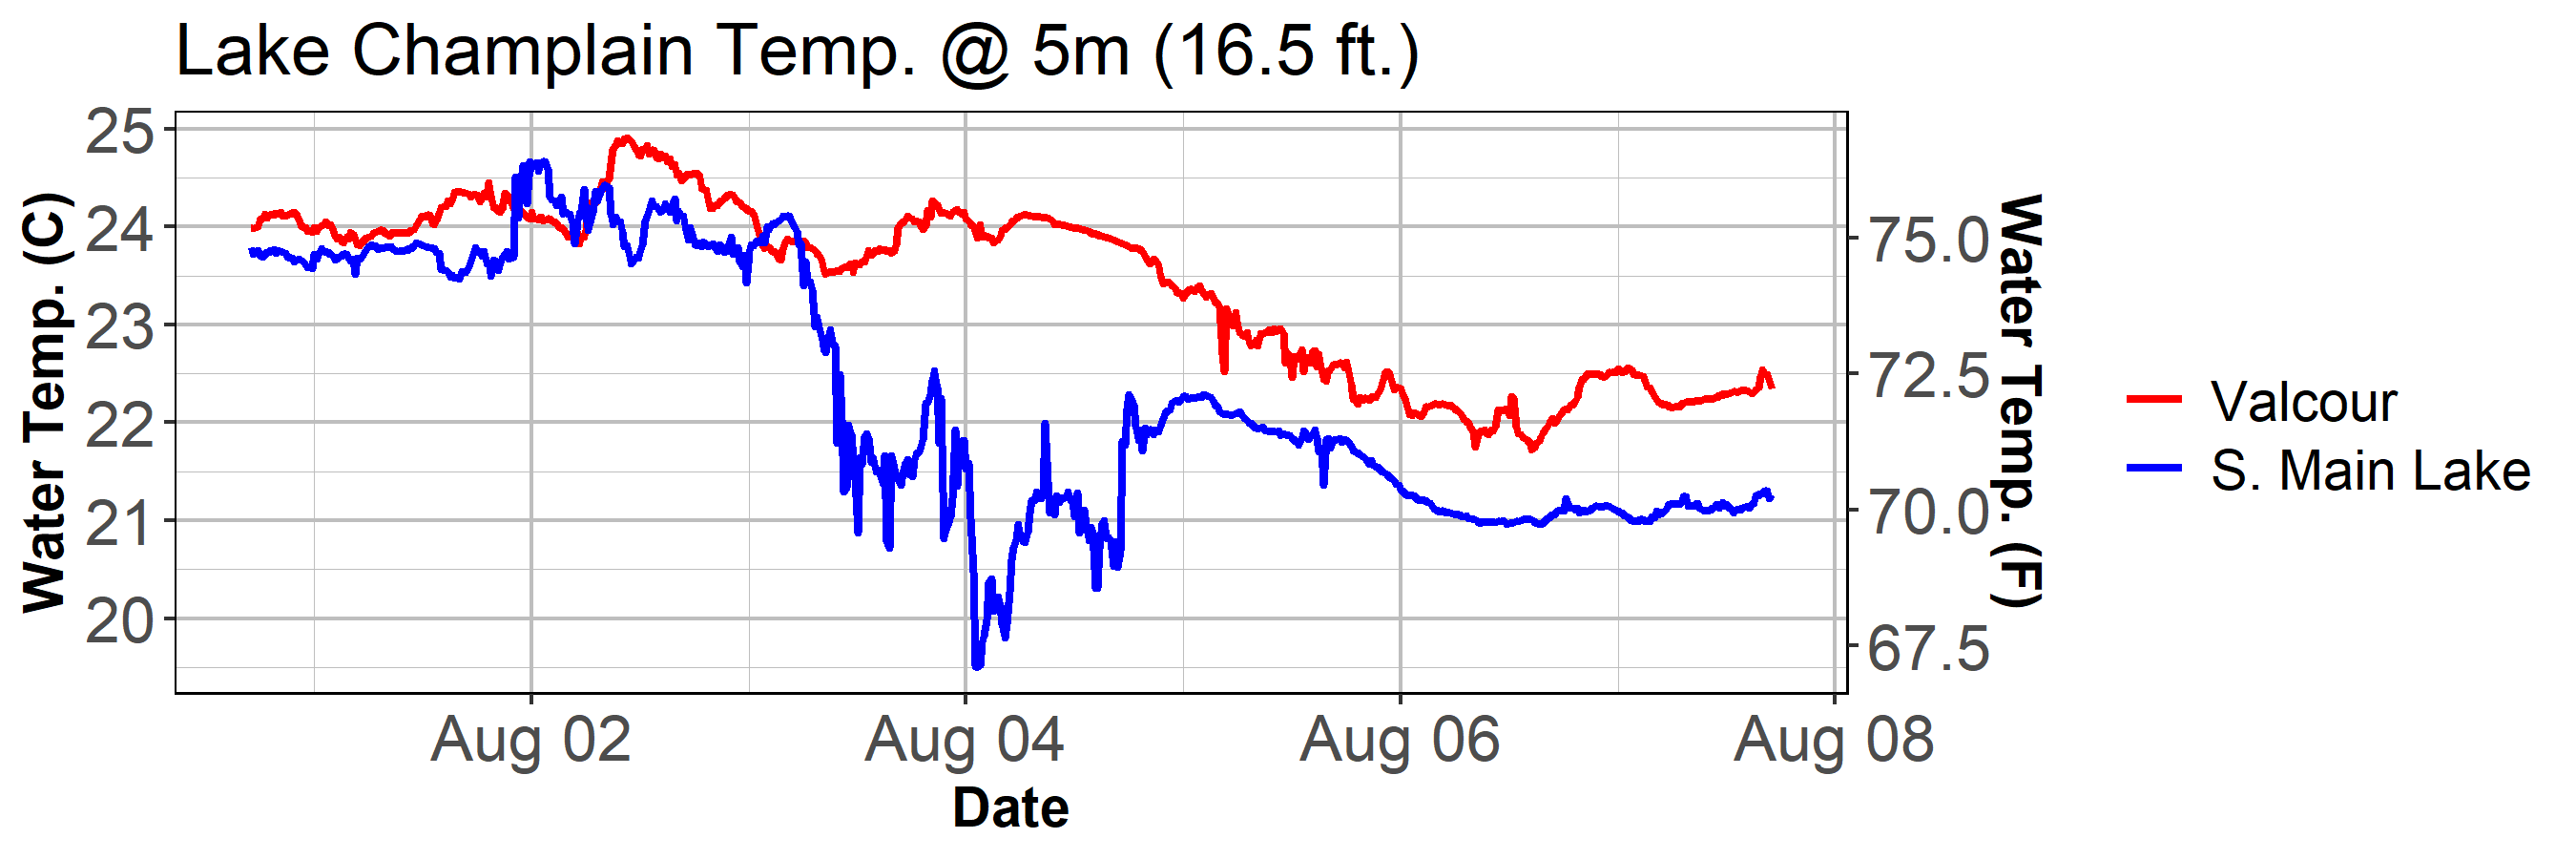 Lake Champlain Temp. @ 5m (16.5 ft.)
Water Temp. (C)
25
24
23
22
21
20
75.0
72.5
70.0
67.5
Water Temp. (F)
Aug 02
Aug 04
Aug 06
Aug 08
Date
Valcour
S. Main Lake